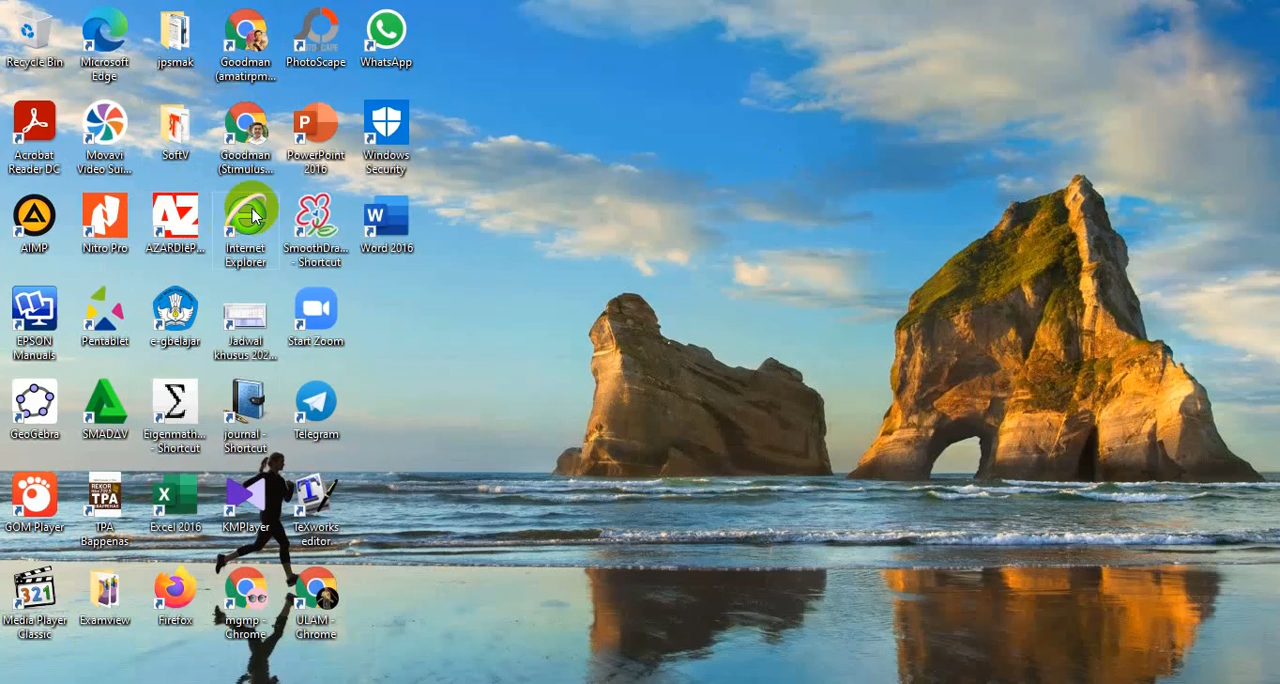 Recycle Bin
Microsoft
Edge
jpsmak
Goodman
(amatirpm...
PhotoScape
WhatsApp
Acrobat
Reader DC
Movavi
Video Sui...
SoftV
Goodman
(Stimulus...
PowerPoint
2016
Windows
Security
AIMP
Nitro Pro
AZARDIeP...
Internet
Explorer
SmoothDra...
- Shortcut
Word 2016
EPSON
Manuals
Pentablet
e-gbelajar
Jadwal
khusus 202...
Start Zoom
GeoGebra
SMADΔV
Eigenmath...
- Shortcut
journal -
Shortcut
Telegram
GOM Player
TPA
Bappenas
Excel 2016
KMPlayer
TeXworks
editor
Media Player
Classic
Examview
Firefox
mgmp -
Chrome
ULAM -
Chrome